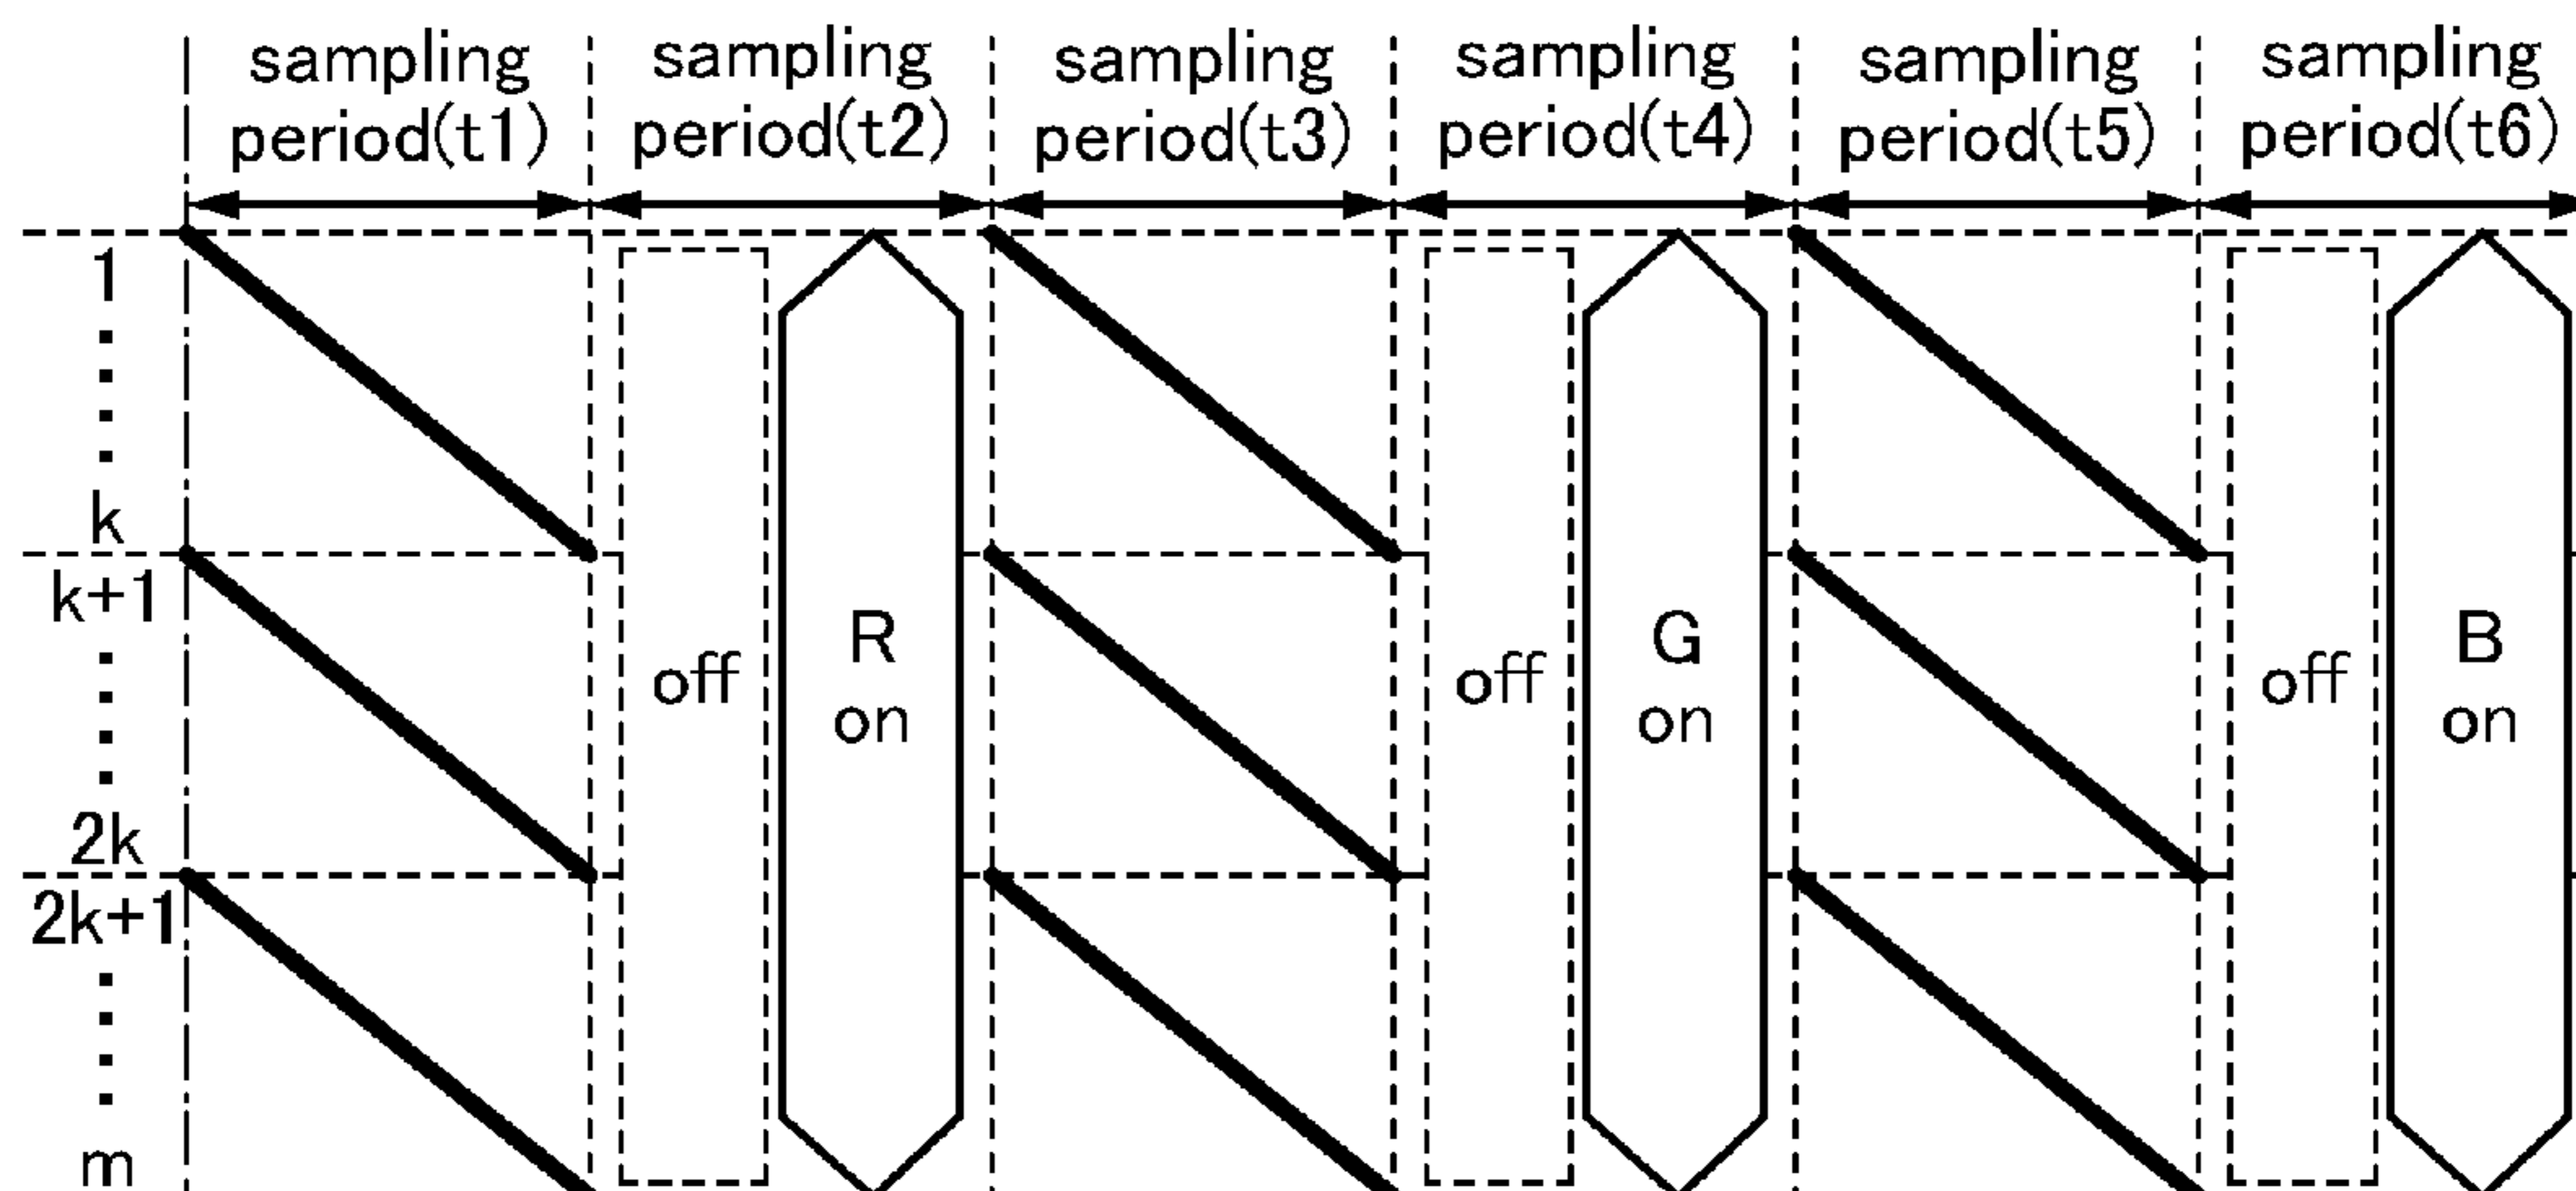 sampling
period(t1)
sampling
period(t2)
sampling
period(t3)
sampling
period(t4)
sampling
period(t5)
sampling
period(t6)
1
k
k+1
2k
2k+1
m
off
R
on
off
G
on
off
B
on